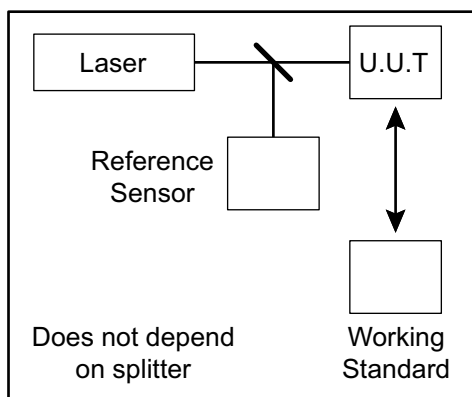 Laser
U.U.T
Reference
Sensor
Does not depend
on splitter
Working
Standard